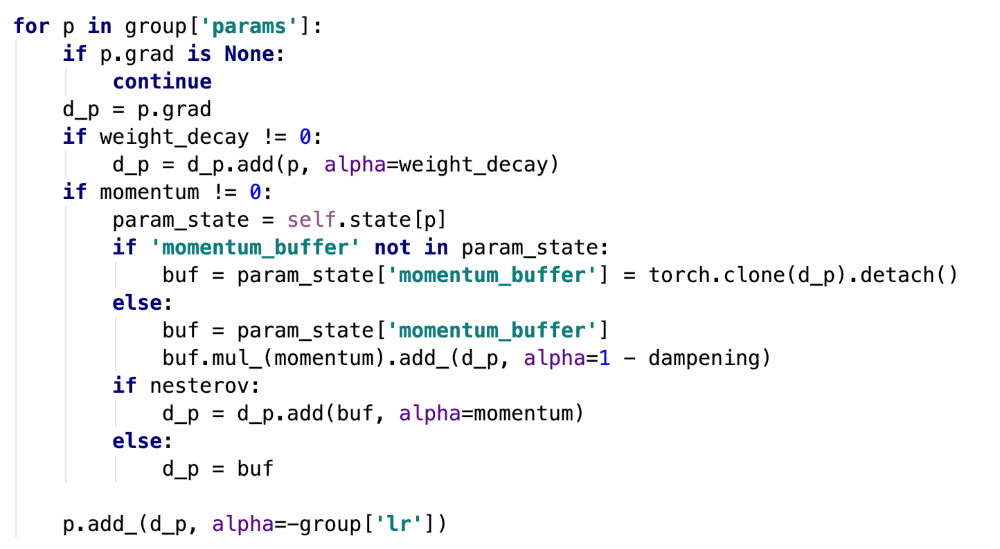 for p in group['params']:
    if p.grad is None:
        continue
    d_p = p.grad
    if weight_decay != 0:
        d_p = d_p.add(p, alpha=weight_decay)
    if momentum != 0:
        param_state = self.state[p]
        if 'momentum_buffer' not in param_state:
            buf = param_state['momentum_buffer'] = torch.clone(d_p).detach()
        else:
            buf = param_state['momentum_buffer']
            buf.mul_(momentum).add_(d_p, alpha=1 - dampening)
        if nesterov:
            d_p = d_p.add(buf, alpha=momentum)
        else:
            d_p = buf

    p.add_(d_p, alpha=-group['lr'])